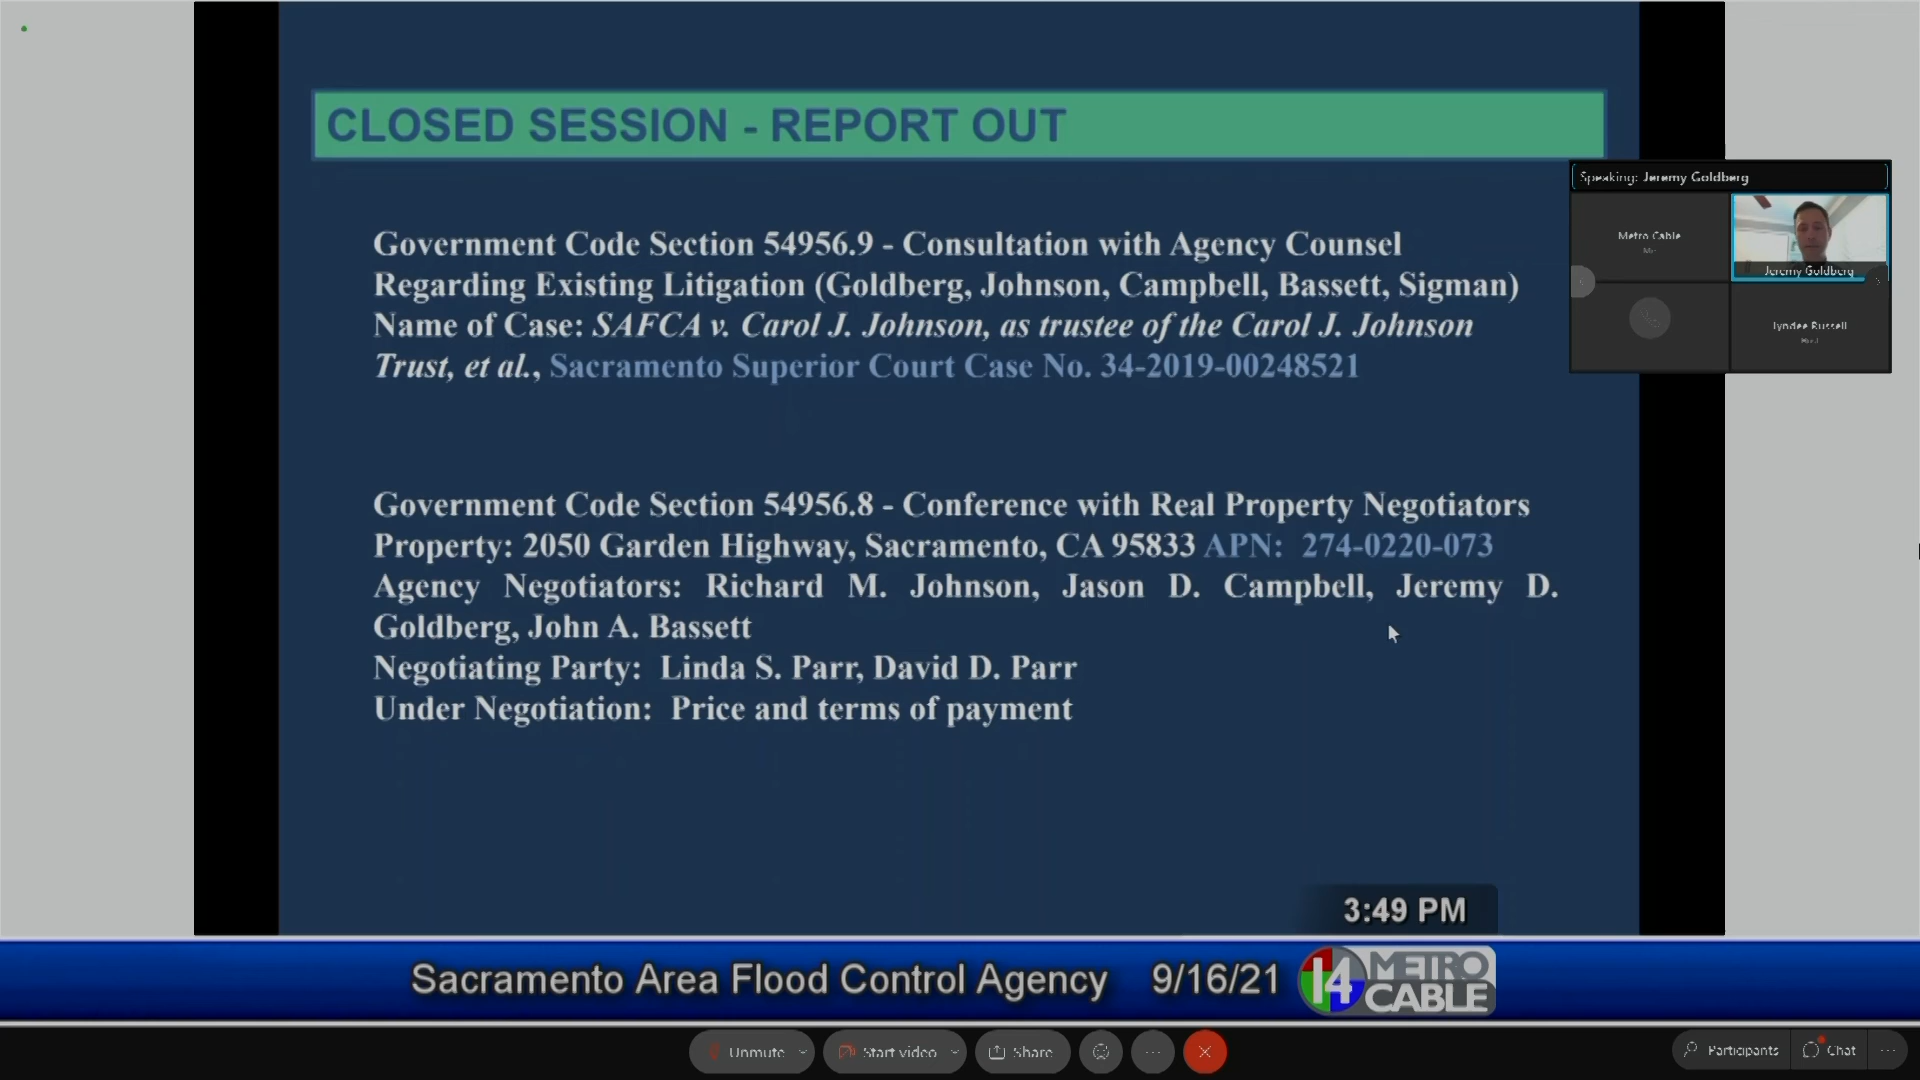 CLOSED SESSION - REPORT OUT
Government Code Section 54956.9 - Consultation with Agency Counsel
Regarding Existing Litigation (Goldberg, Johnson, Campbell, Bassett, Sigman)
Name of Case: SAFCA v. Carol J. Johnson, as trustee of the Carol J. Johnson
Trust, et al., Sacramento Superior Court Case No. 34-2019-00248521
Government Code Section 54956.8 - Conference with Real Property Negotiators
Property: 2050 Garden Highway, Sacramento, CA 95833 APN: 274-0220-073
Agency Negotiators: Richard M. Johnson, Jason D. Campbell, Jeremy D.
Goldberg, John A. Bassett
Negotiating Party: Linda S. Parr, David D. Parr
Under Negotiation: Price and terms of payment
Speaking: Jeremy Goldberg
Metro Cable
Jeremy Goldberg
Lyndee Russell
3:49 PM
Sacramento Area Flood Control Agency 9/16/21
14 METRO
CABLE
Unmute
Start video
Share
Participants
Chat